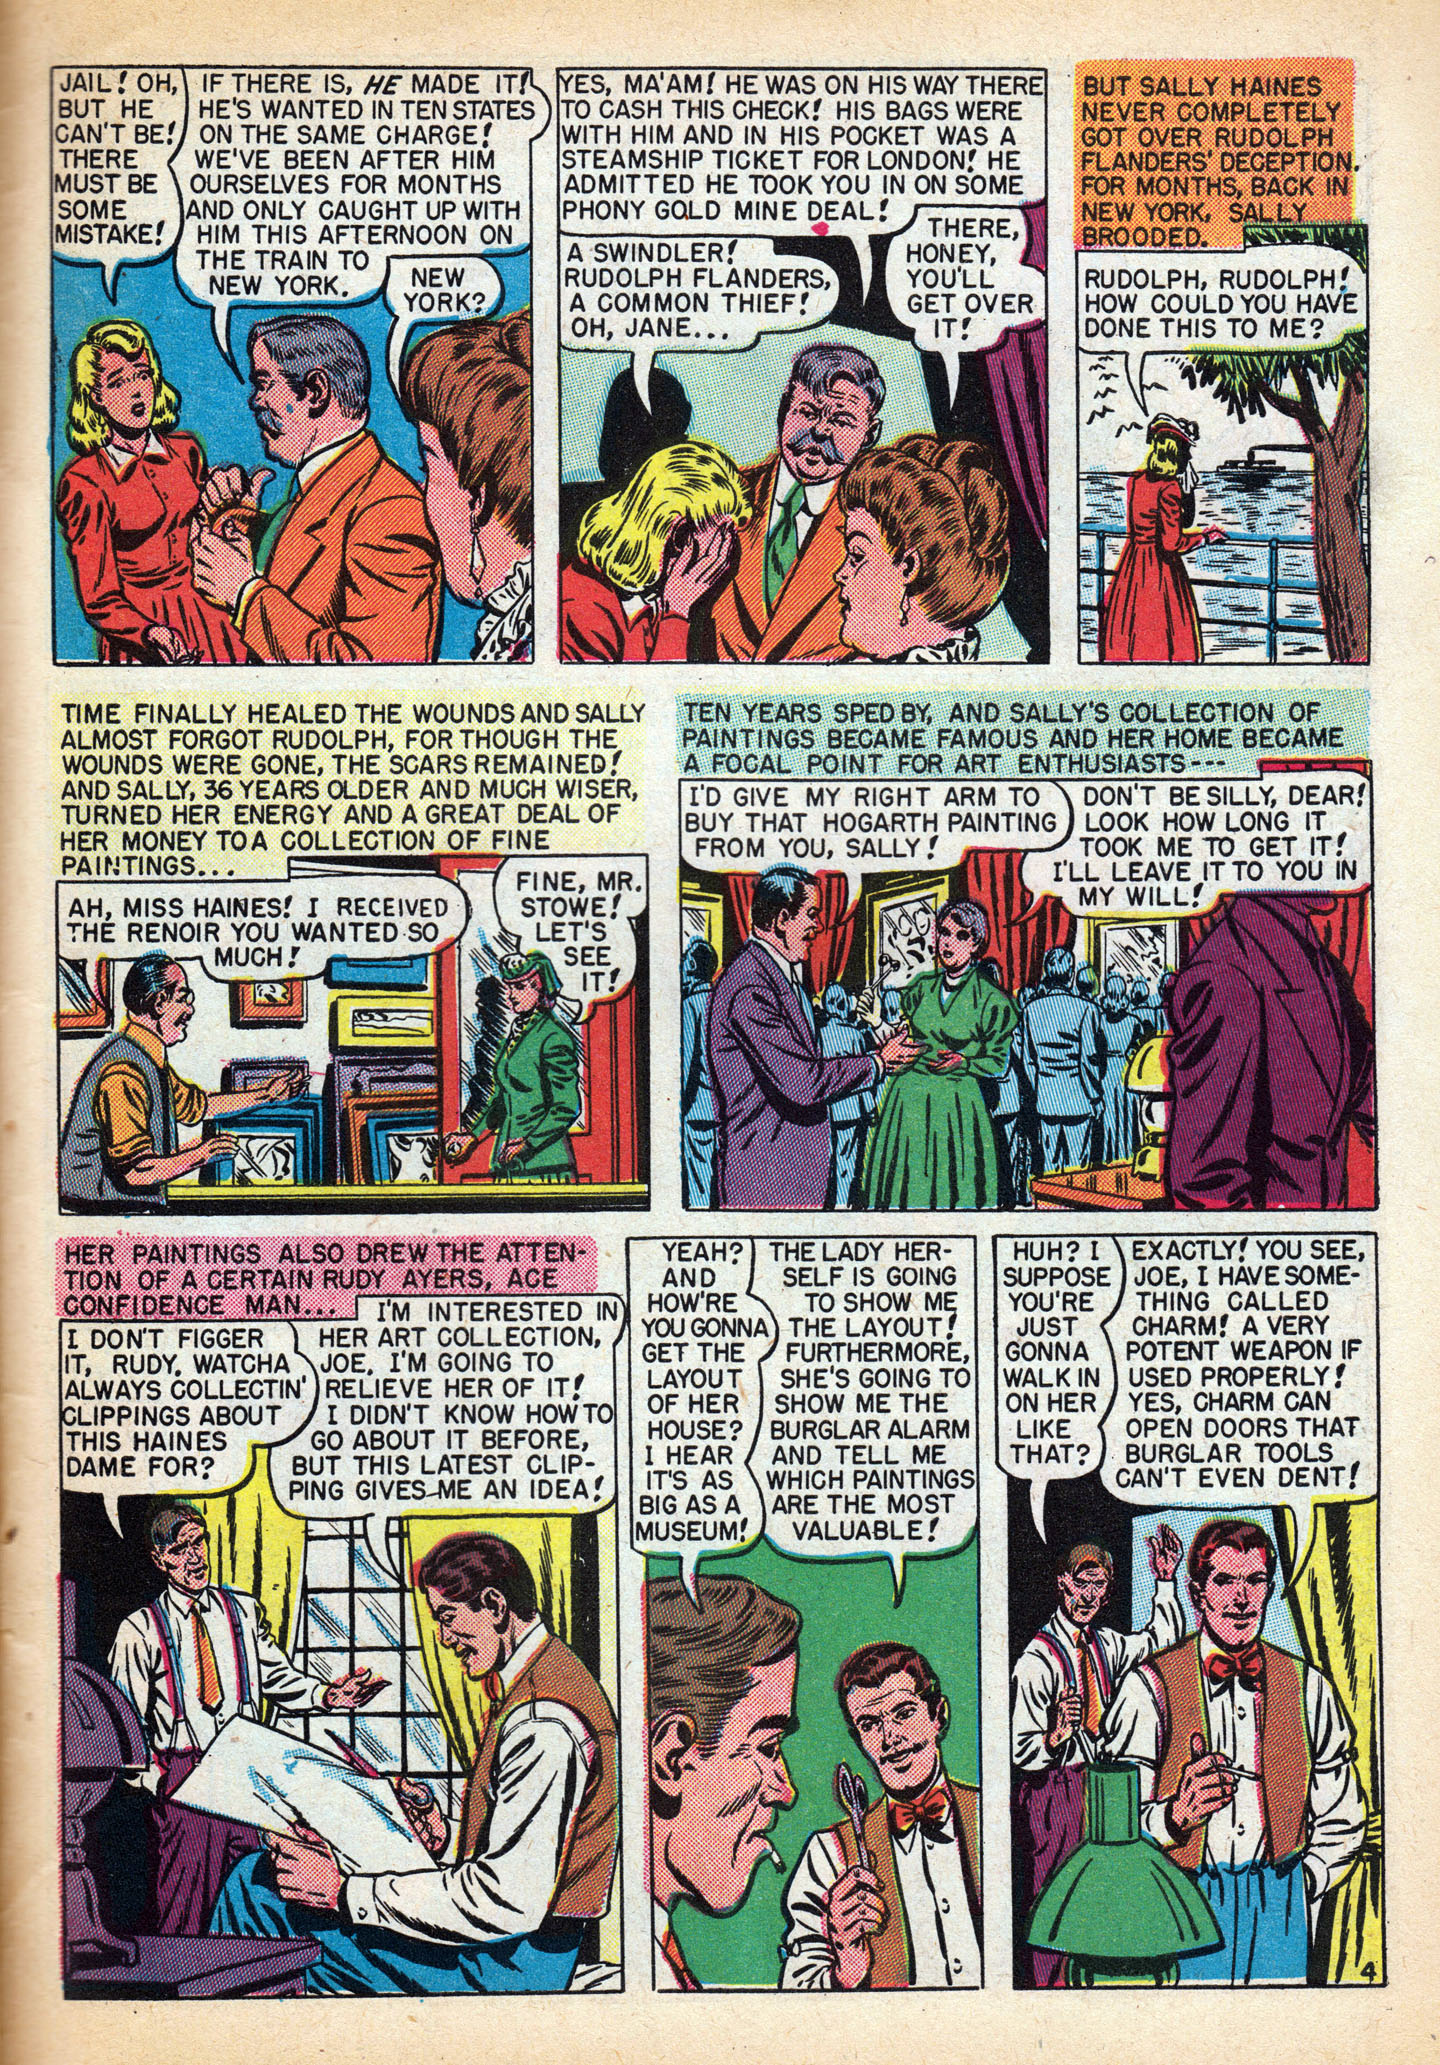 JAIL! OH,
BUT HE
CAN'T BE!
THERE
MUST BE
SOME
MISTAKE!
IF THERE IS, HE MADE IT!
HE'S WANTED IN TEN STATES
ON THE SAME CHARGE!
WE'VE BEEN AFTER HIM
OURSELVES FOR MONTHS
AND ONLY CAUGHT UP WITH
HIM THIS AFTERNOON ON
THE TRAIN TO
NEW YORK.
NEW
YORK?
YES, MA'AM! HE WAS ON HIS WAY THERE
TO CASH THIS CHECK! HIS BAGS WERE
WITH HIM AND IN HIS POCKET WAS A
STEAMSHIP TICKET FOR LONDON! HE
ADMITTED HE TOOK YOU IN ON SOME
PHONY GOLD MINE DEAL!
A SWINDLER!
RUDOLPH FLANDERS,
A COMMON THIEF!
OH, JANE...
THERE,
HONEY,
YOU'LL
GET OVER
IT!
BUT SALLY HAINES
NEVER COMPLETELY
GOT OVER RUDOLPH
FLANDERS' DECEPTION.
FOR MONTHS, BACK IN
NEW YORK, SALLY
BROODED.
RUDOLPH, RUDOLPH!
HOW COULD YOU HAVE
DONE THIS TO ME?
TIME FINALLY HEALED THE WOUNDS AND SALLY
ALMOST FORGOT RUDOLPH, FOR THOUGH THE
WOUNDS WERE GONE, THE SCARS REMAINED!
AND SALLY, 36 YEARS OLDER AND MUCH WISER,
TURNED HER ENERGY AND A GREAT DEAL OF
HER MONEY TO A COLLECTION OF FINE
PAINTINGS...
AH, MISS HAINES! I RECEIVED
THE RENOIR YOU WANTED SO
MUCH!
FINE, MR.
STOWE!
LET'S
SEE
IT!
TEN YEARS SPED BY, AND SALLY'S COLLECTION OF
PAINTINGS BECAME FAMOUS AND HER HOME BECAME
A FOCAL POINT FOR ART ENTHUSIASTS---
I'D GIVE MY RIGHT ARM TO
BUY THAT HOGARTH PAINTING
FROM YOU, SALLY!
DON'T BE SILLY, DEAR!
LOOK HOW LONG IT
TOOK ME TO GET IT!
I'LL LEAVE IT TO YOU IN
MY WILL!
HER PAINTINGS ALSO DREW THE ATTEN-
TION OF A CERTAIN RUDY AYERS, ACE
CONFIDENCE MAN...
I DON'T FIGGER
IT, RUDY. WATCHA
ALWAYS COLLECTIN'
CLIPPINGS ABOUT
THIS HAINES
DAME FOR?
I'M INTERESTED IN
HER ART COLLECTION,
JOE. I'M GOING TO
RELIEVE HER OF IT!
I DIDN'T KNOW HOW TO
GO ABOUT IT BEFORE,
BUT THIS LATEST CLIP-
PING GIVES ME AN IDEA!
YEAH?
AND
HOW'RE
YOU GONNA
GET THE
LAYOUT
OF HER
HOUSE?
I HEAR
IT'S AS
BIG AS A
MUSEUM!
THE LADY HER-
SELF IS GOING
TO SHOW ME
THE LAYOUT!
FURTHERMORE,
SHE'S GOING TO
SHOW ME THE
BURGLAR ALARM
AND TELL ME
WHICH PAINTINGS
ARE THE MOST
VALUABLE!
HUH? I
SUPPOSE
YOU'RE
JUST
GONNA
WALK IN
ON HER
LIKE
THAT?
EXACTLY! YOU SEE,
JOE, I HAVE SOME-
THING CALLED
CHARM! A VERY
POTENT WEAPON IF
USED PROPERLY!
YES, CHARM CAN
OPEN DOORS THAT
BURGLAR TOOLS
CAN'T EVEN DENT!
4